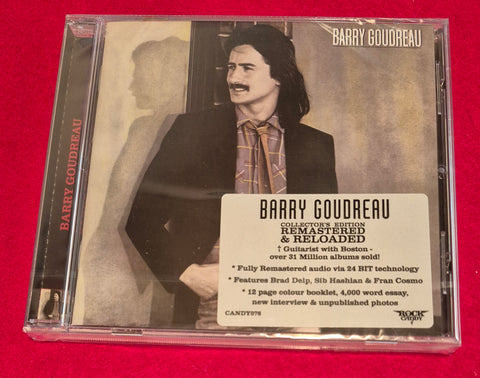 BARRY GOUDREAU
BARRY GOUDREAU
BARRY GOUDREAU
COLLECTOR'S EDITION
REMASTERED
& RELOADED
† Guitarist with Boston -
over 31 Million albums sold!
* Fully Remastered audio via 24 BIT technology
* Features Brad Delp, Sib Hashian & Fran Cosmo
* 12 page colour booklet, 4,000 word essay,
new interview & unpublished photos
CANDY076
ROCK
CANDY